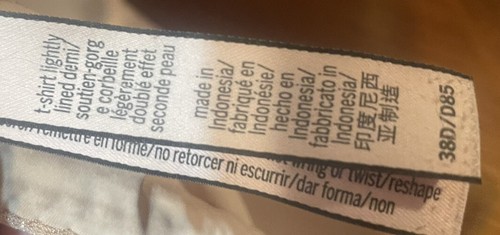 t-shirt lightly
lined demi/
soutien-gorg
e corbeille
légèrement
doublé effet
seconde peau
made in
Indonesia/
fabriqué en
Indonésie/
hecho en
Indonesia/
fabbricato in
Indonesia/
印度尼西
亚制造
38D/D85
remettre en forme/no retorcer ni escurrir/dar forma/non
or twist/reshape